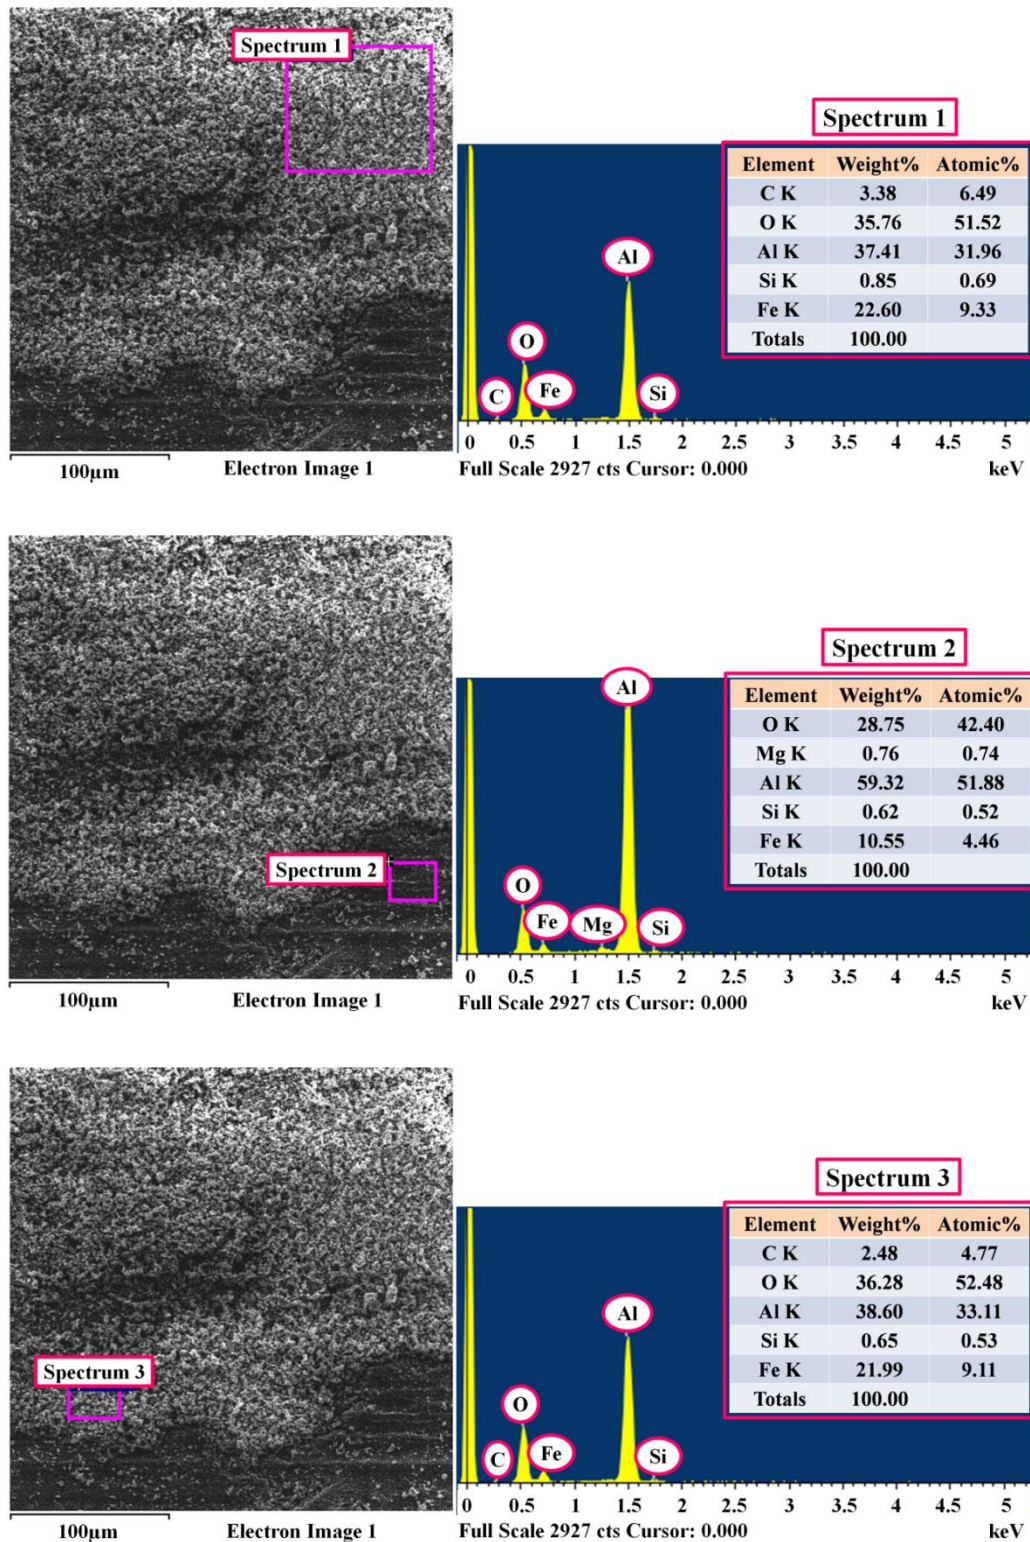 Spectrum 1
Spectrum 1
Element Weight% Atomic%
C K 3.38 6.49
O K 35.76 51.52
Al K 37.41 31.96
Si K 0.85 0.69
Fe K 22.60 9.33
Totals 100.00
Al
O
C Fe Si
0 0.5 1 1.5 2 2.5 3 3.5 4 4.5 5
100µm Electron Image 1 Full Scale 2927 cts Cursor: 0.000 keV
Spectrum 2
Element Weight% Atomic%
O K 28.75 42.40
Mg K 0.76 0.74
Al K 59.32 51.88
Si K 0.62 0.52
Fe K 10.55 4.46
Totals 100.00
Al
Spectrum 2
O
Fe Mg Si
0 0.5 1 1.5 2 2.5 3 3.5 4 4.5 5
100µm Electron Image 1 Full Scale 2927 cts Cursor: 0.000 keV
Spectrum 3
Element Weight% Atomic%
C K 2.48 4.77
O K 36.28 52.48
Al K 38.60 33.11
Si K 0.65 0.53
Fe K 21.99 9.11
Totals 100.00
Al
Spectrum 3
O
C Fe Si
0 0.5 1 1.5 2 2.5 3 3.5 4 4.5 5
100µm Electron Image 1 Full Scale 2927 cts Cursor: 0.000 keV